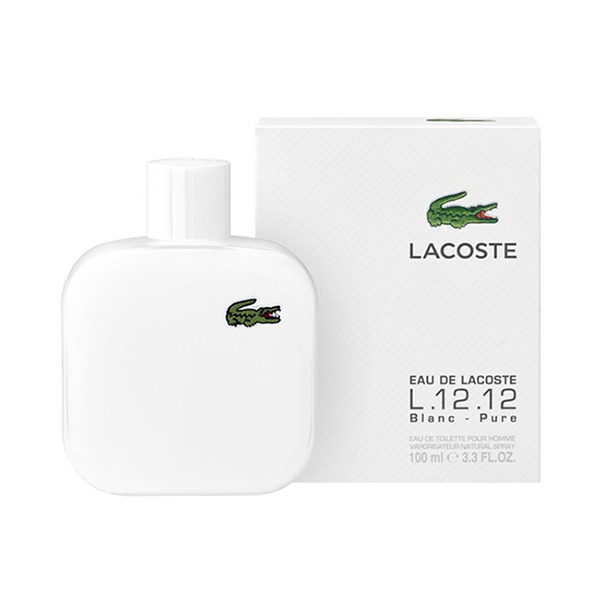 LACOSTE
EAU DE LACOSTE
L.12.12
Blanc - Pure
EAU DE TOILETTE POUR HOMME
VAPORISATEUR NATURAL SPRAY
100 ml ℮ 3.3 FL.OZ.